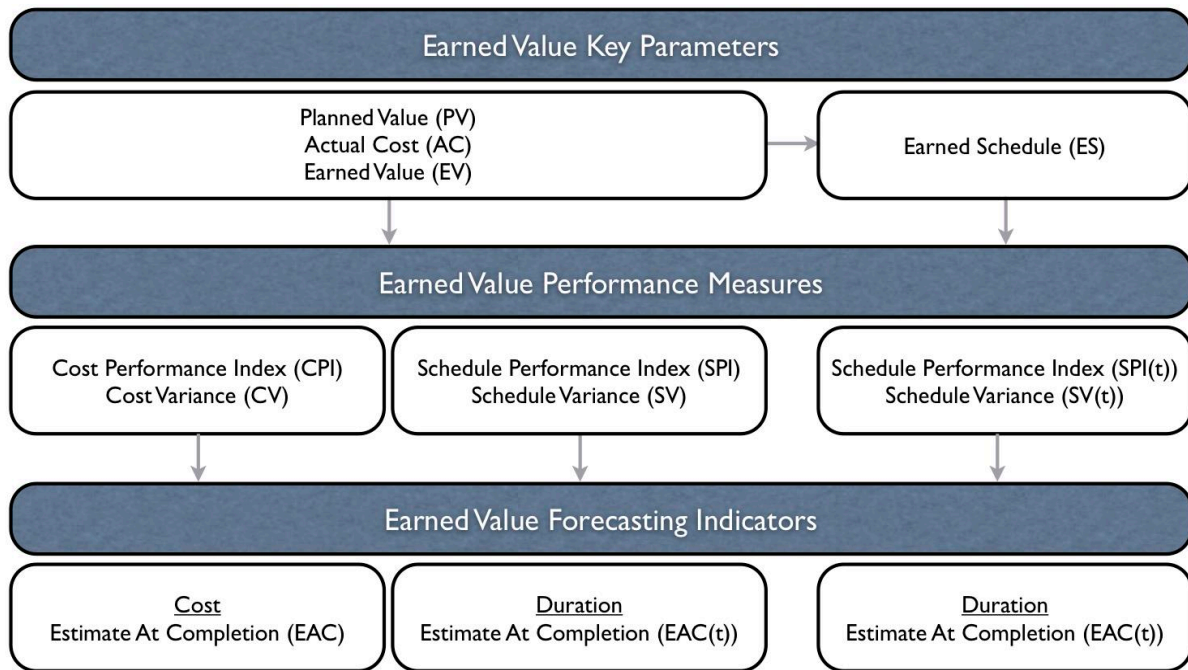 Earned Value Key Parameters
Planned Value (PV)
Actual Cost (AC)
Earned Value (EV)
Earned Schedule (ES)
Earned Value Performance Measures
Cost Performance Index (CPI)
Cost Variance (CV)
Schedule Performance Index (SPI)
Schedule Variance (SV)
Schedule Performance Index (SPI(t))
Schedule Variance (SV(t))
Earned Value Forecasting Indicators
Cost
Estimate At Completion (EAC)
Duration
Estimate At Completion (EAC(t))
Duration
Estimate At Completion (EAC(t))